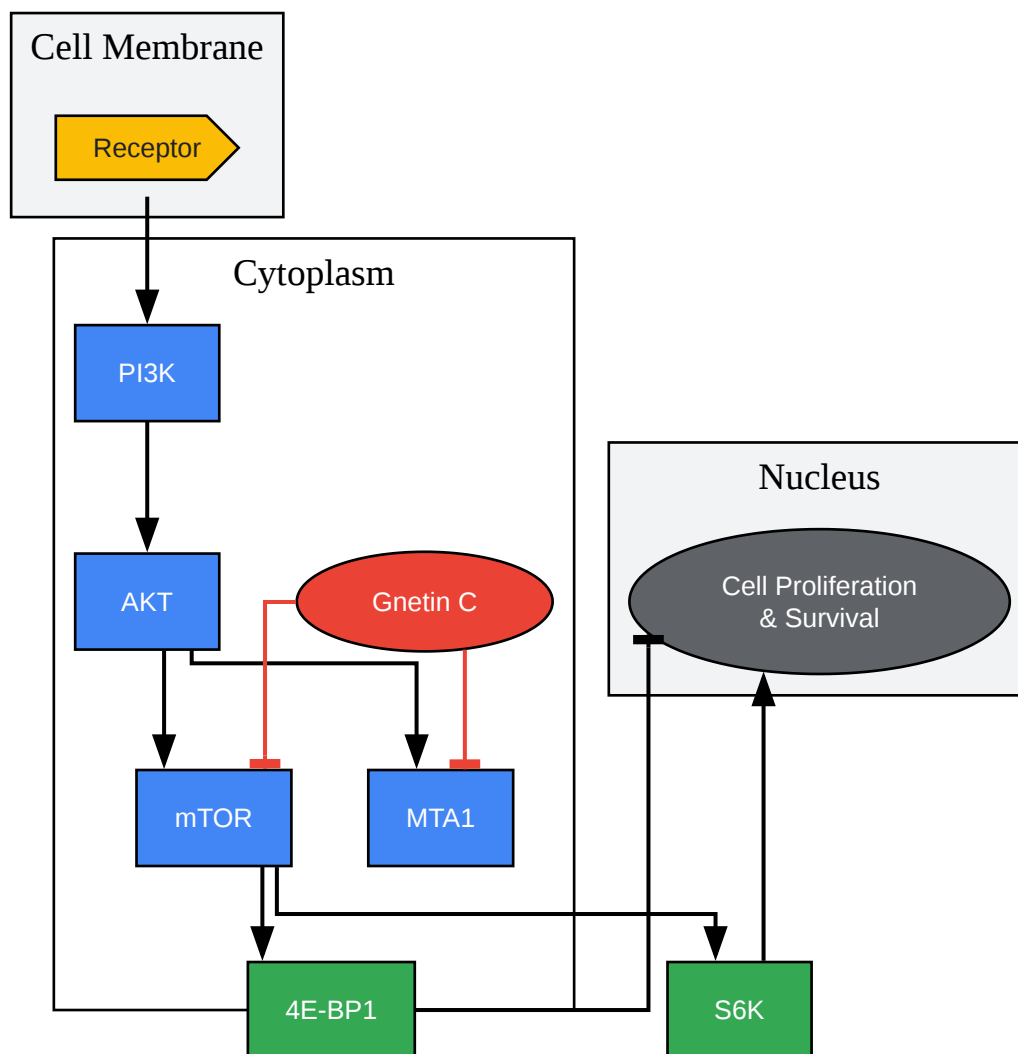 Cell Membrane
Receptor
Cytoplasm
PI3K
Nucleus
AKT
Gnetin C
Cell Proliferation
& Survival
mTOR
MTA1
4E-BP1
S6K